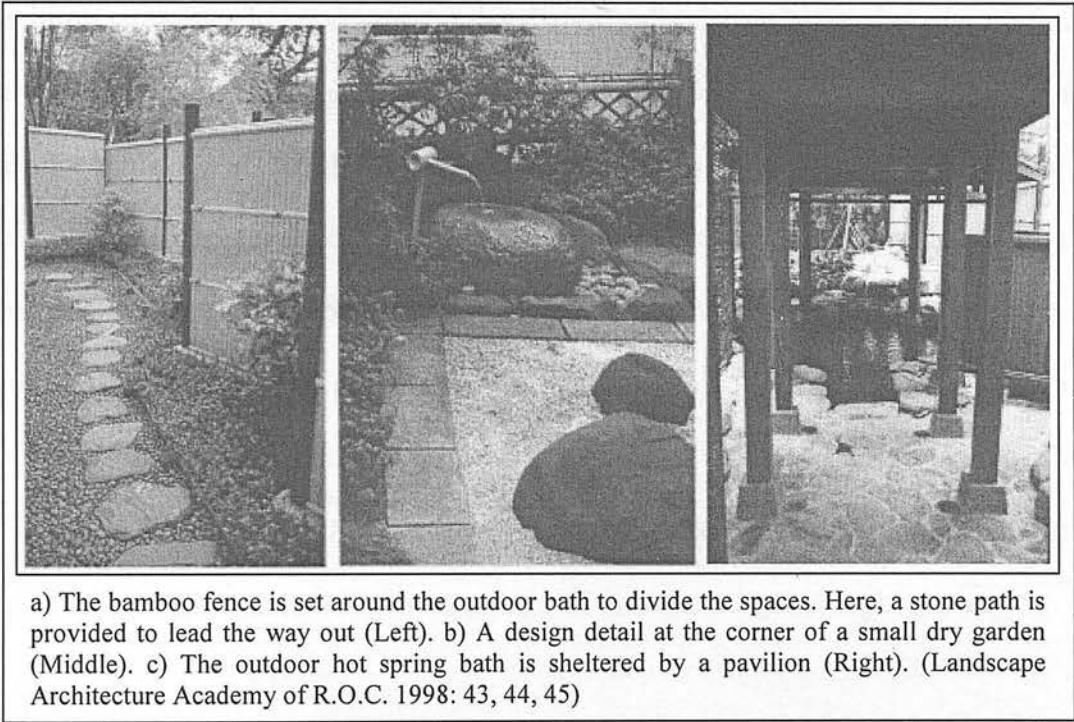 a) The bamboo fence is set around the outdoor bath to divide the spaces. Here, a stone path is
provided to lead the way out (Left). b) A design detail at the corner of a small dry garden
(Middle). c) The outdoor hot spring bath is sheltered by a pavilion (Right). (Landscape
Architecture Academy of R.O.C. 1998: 43, 44, 45)